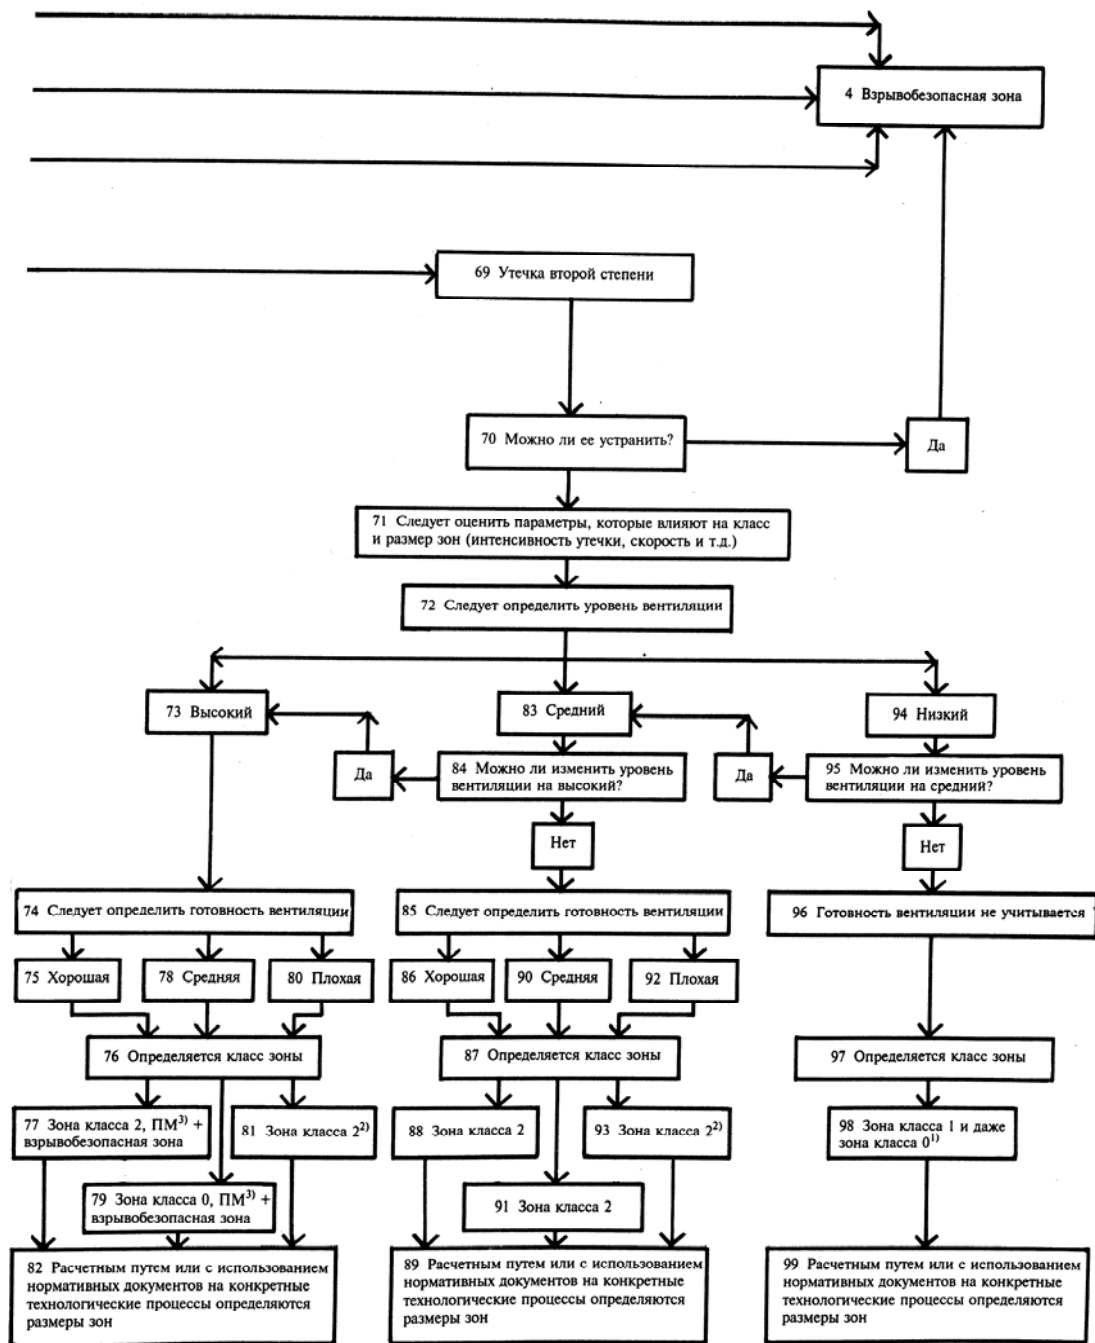 4 Взрывобезопасная зона
69 Утечка второй степени
70 Можно ли ее устранить?
Да
71 Следует оценить параметры, которые влияют на класс
и размер зон (интенсивность утечки, скорость и т.д.)
72 Следует определить уровень вентиляции
73 Высокий
83 Средний
94 Низкий
Да
84 Можно ли изменить уровень
вентиляции на высокий?
Да
95 Можно ли изменить уровень
вентиляции на средний?
Нет
Нет
74 Следует определить готовность вентиляции
85 Следует определить готовность вентиляции
96 Готовность вентиляции не учитывается
75 Хорошая
78 Средняя
80 Плохая
86 Хорошая
90 Средняя
92 Плохая
76 Определяется класс зоны
87 Определяется класс зоны
97 Определяется класс зоны
77 Зона класса 2, ПМ³⁾ +
взрывобезопасная зона
81 Зона класса 2²⁾
88 Зона класса 2
93 Зона класса 2²⁾
98 Зона класса 1 и даже
зона класса 0¹⁾
79 Зона класса 0, ПМ³⁾ +
взрывобезопасная зона
91 Зона класса 2
82 Расчетным путем или с использованием
нормативных документов на конкретные
технологические процессы определяются
размеры зон
89 Расчетным путем или с использованием
нормативных документов на конкретные
технологические процессы определяются
размеры зон
99 Расчетным путем или с использованием
нормативных документов на конкретные
технологические процессы определяются
размеры зон